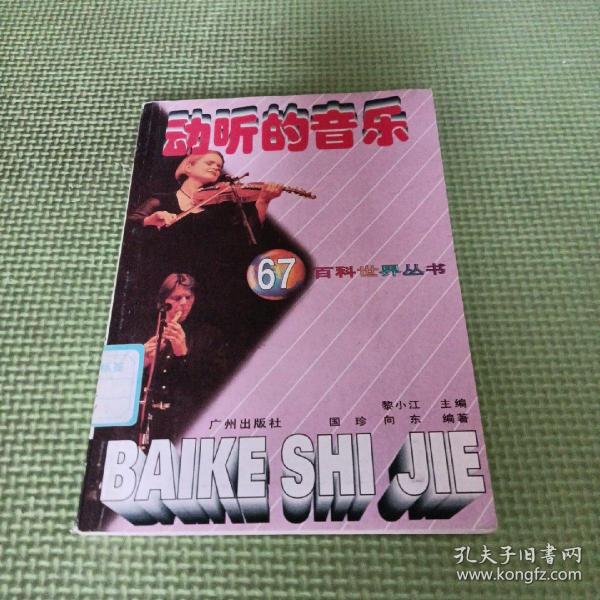 动听的音乐
67 百科世界丛书
黎小江 主编
广州出版社 国珍 向东 编著
BAIKE SHI JIE
孔夫子旧书网
www.kongfz.com